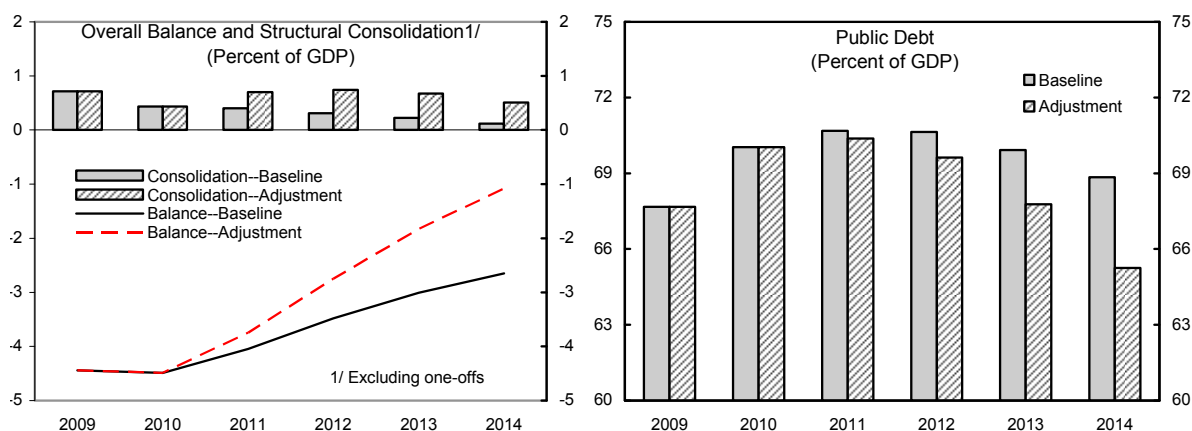 Overall Balance and Structural Consolidation1/
(Percent of GDP)
2
1
0
-1
-2
-3
-4
-5
2
1
0
-1
-2
-3
-4
-5
Consolidation--Baseline
Consolidation--Adjustment
Balance--Baseline
Balance--Adjustment
1/ Excluding one-offs
2009 2010 2011 2012 2013 2014
Public Debt
(Percent of GDP)
75
72
69
66
63
60
75
72
69
66
63
60
Baseline
Adjustment
2009 2010 2011 2012 2013 2014